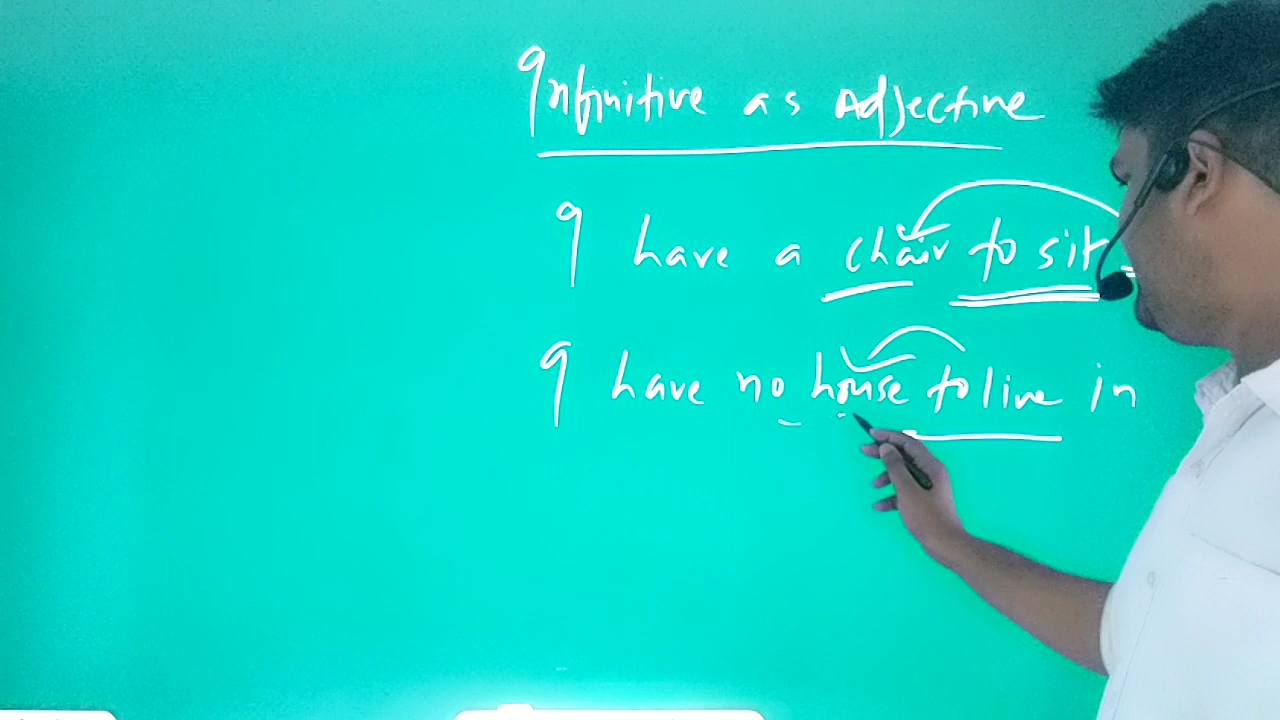 Infinitive as Adjective
I have a chair to sit
I have no house to live in